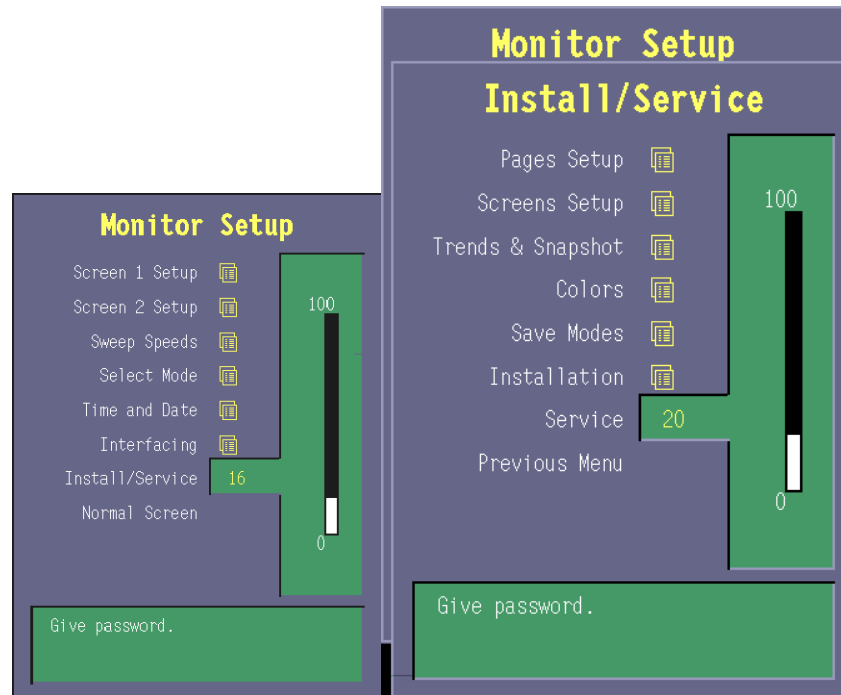 Monitor Setup
Screen 1 Setup
Screen 2 Setup
Sweep Speeds
Select Mode
Time and Date
Interfacing
Install/Service 16
Normal Screen
100
0
Give password.
Monitor Setup
Install/Service
Pages Setup
Screens Setup
Trends & Snapshot
Colors
Save Modes
Installation
Service 20
Previous Menu
100
0
Give password.